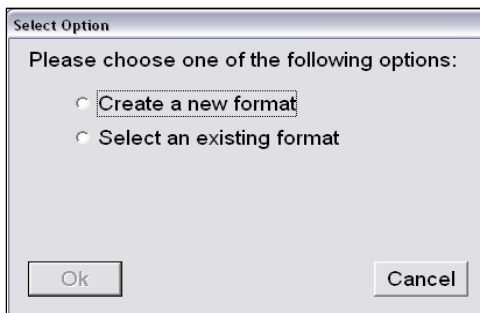 Select Option
Please choose one of the following options:
Create a new format
Select an existing format
Ok Cancel